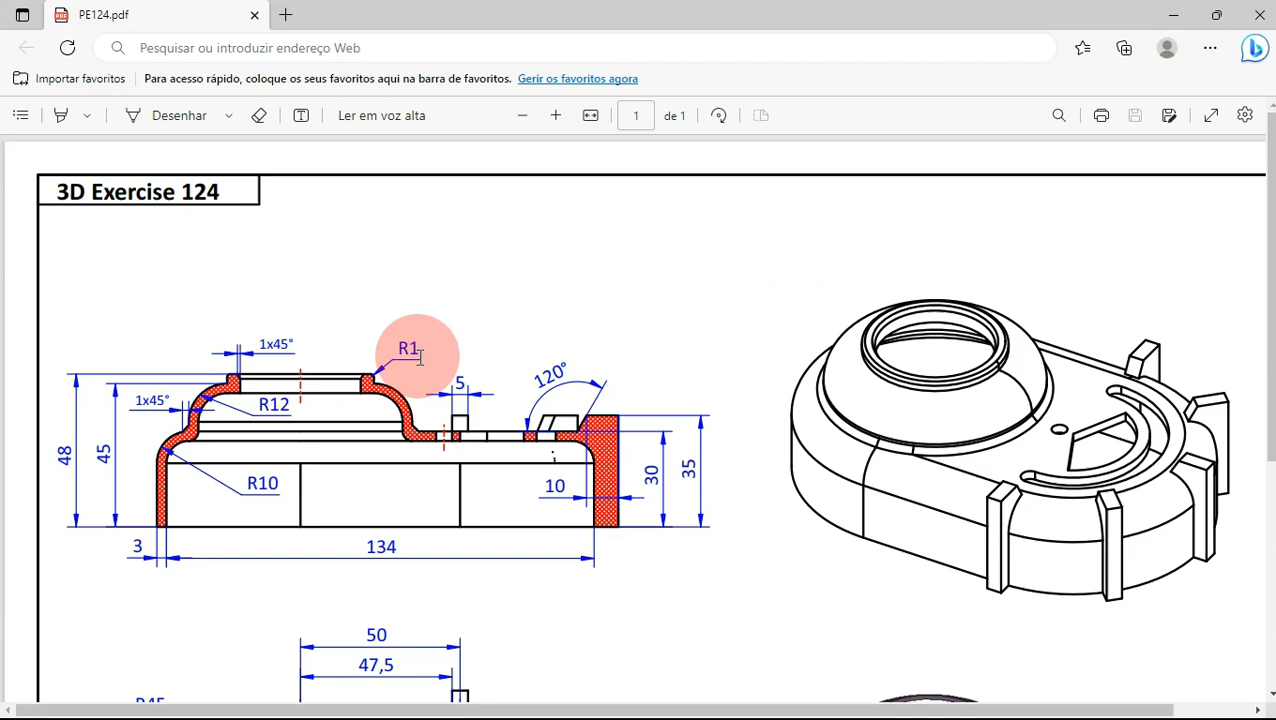 PE124.pdf
Pesquisar ou introduzir endereço Web
Importar favoritos
Para acesso rápido, coloque os seus favoritos aqui na barra de favoritos. Gerir os favoritos agora
Desenhar
Ler em voz alta
1 de 1
3D Exercise 124
1x45°
R1
5
120°
1x45°
R12
48
45
R10
10
30
35
3
134
50
47,5
R45